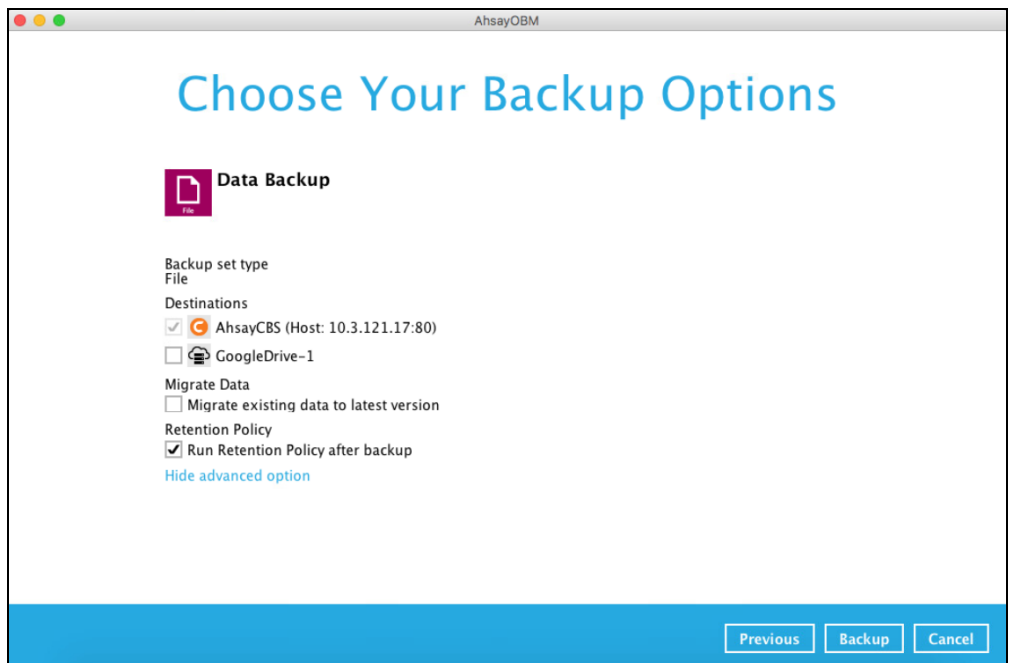 AhsayOBM
Choose Your Backup Options
Data Backup
File
Backup set type
File
Destinations
AhsayCBS (Host: 10.3.121.17:80)
GoogleDrive-1
Migrate Data
Migrate existing data to latest version
Retention Policy
Run Retention Policy after backup
Hide advanced option
Previous Backup Cancel